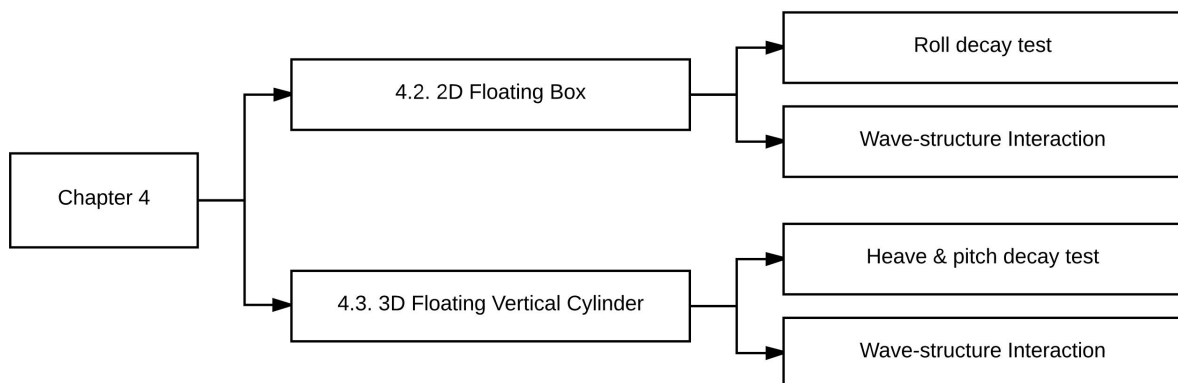 Chapter 4
4.2. 2D Floating Box
Roll decay test
Wave-structure Interaction
4.3. 3D Floating Vertical Cylinder
Heave & pitch decay test
Wave-structure Interaction